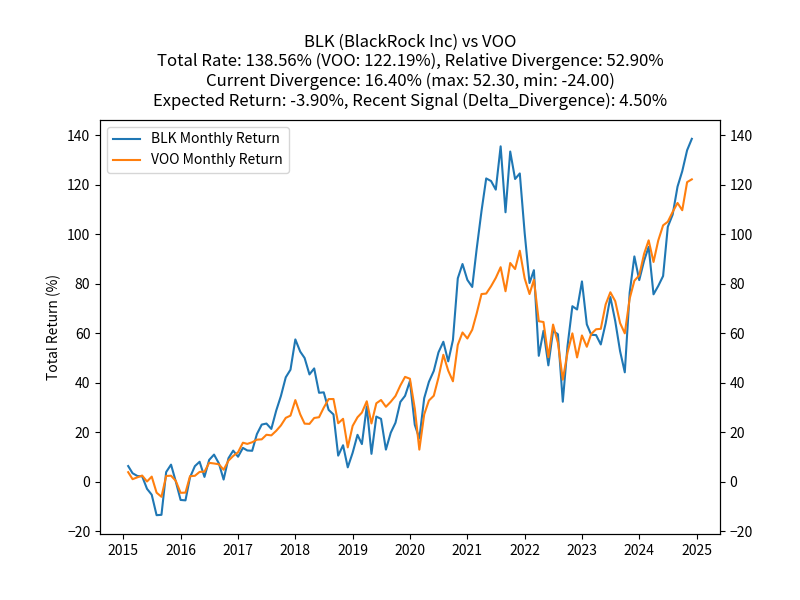 BLK (BlackRock Inc) vs VOO
Total Rate: 138.56% (VOO: 122.19%), Relative Divergence: 52.90%
Current Divergence: 16.40% (max: 52.30, min: -24.00)
Expected Return: -3.90%, Recent Signal (Delta_Divergence): 4.50%
BLK Monthly Return
VOO Monthly Return
Total Return (%)
140
120
100
80
60
40
20
0
−20
140
120
100
80
60
40
20
0
−20
2015 2016 2017 2018 2019 2020 2021 2022 2023 2024 2025